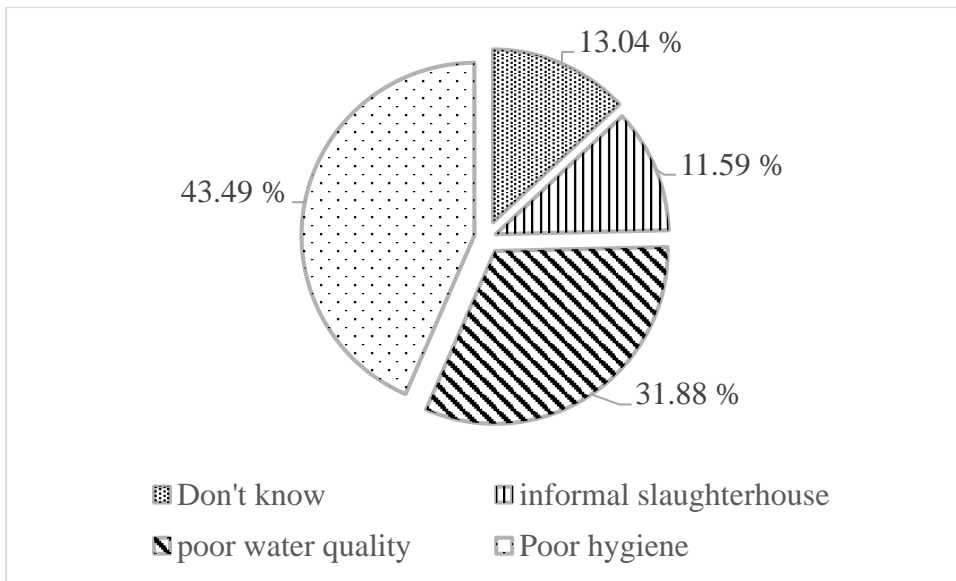 13.04 %
11.59 %
43.49 %
31.88 %
Don't know
informal slaughterhouse
poor water quality
Poor hygiene